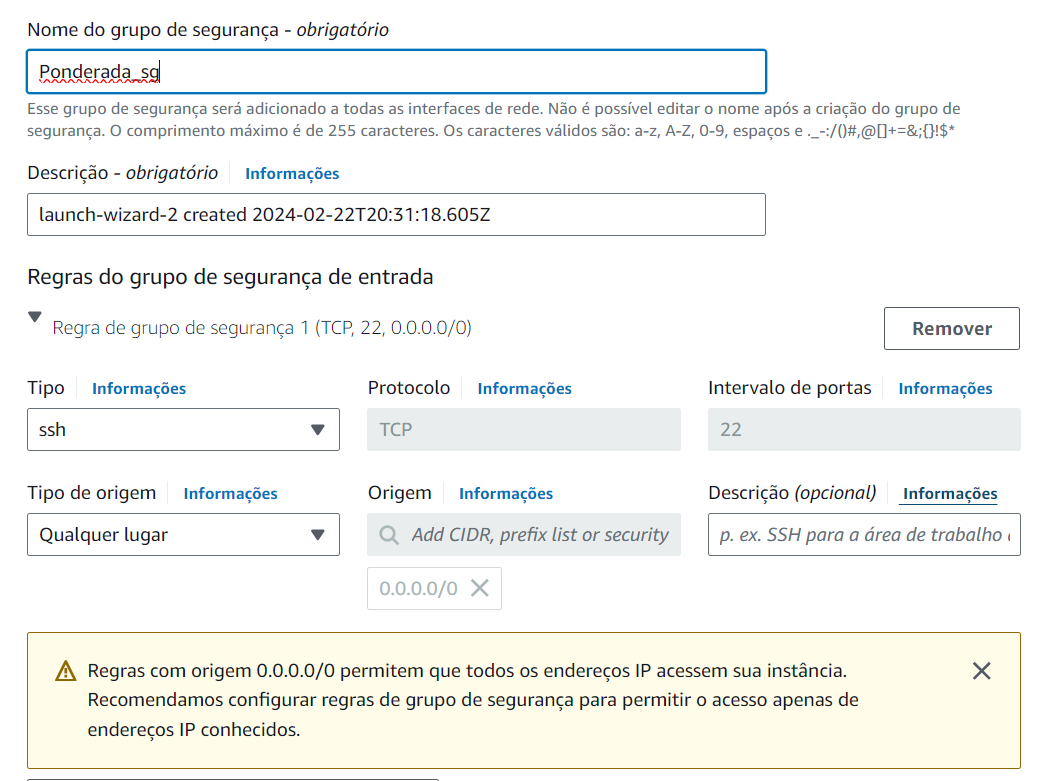 Nome do grupo de segurança - obrigatório
Ponderada_sg
Esse grupo de segurança será adicionado a todas as interfaces de rede. Não é possível editar o nome após a criação do grupo de
segurança. O comprimento máximo é de 255 caracteres. Os caracteres válidos são: a-z, A-Z, 0-9, espaços e ._-:/()#,@[]+=&;{}!$*
Descrição - obrigatório Informações
launch-wizard-2 created 2024-02-22T20:31:18.605Z
Regras do grupo de segurança de entrada
Regra de grupo de segurança 1 (TCP, 22, 0.0.0.0/0) Remover
Tipo Informações Protocolo Informações Intervalo de portas Informações
ssh TCP 22
Tipo de origem Informações Origem Informações Descrição (opcional) Informações
Qualquer lugar Add CIDR, prefix list or security p. ex. SSH para a área de trabalho
0.0.0.0/0
Regras com origem 0.0.0.0/0 permitem que todos os endereços IP acessem sua instância.
Recomendamos configurar regras de grupo de segurança para permitir o acesso apenas de
endereços IP conhecidos.